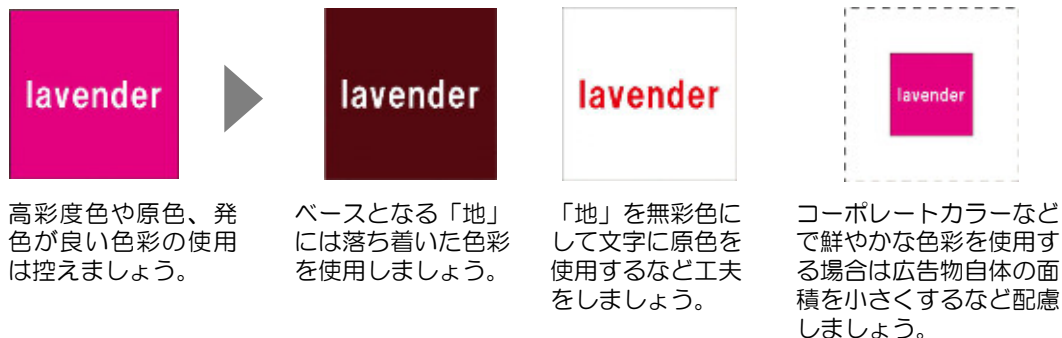 lavender
lavender
lavender
lavender
高彩度色や原色、発
色が良い色彩の使用
は控えましょう。
ベースとなる「地」
には落ち着いた色彩
を使用しましょう。
「地」を無彩色に
して文字に原色を
使用するなど工夫
をしましょう。
コーポレートカラーなど
で鮮やかな色彩を使用す
る場合は広告物自体の面
積を小さくするなど配慮
しましょう。